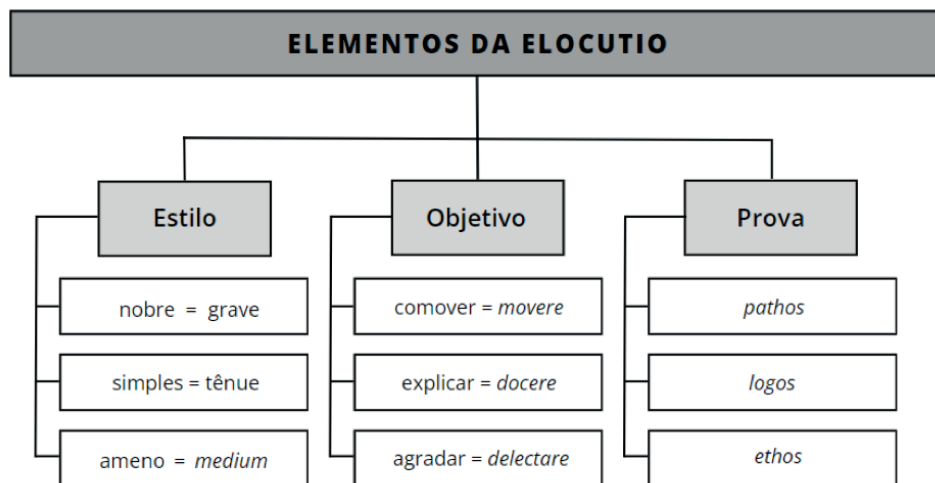 ELEMENTOS DA ELOCUTIO
Estilo
nobre = grave
simples = tênue
ameno = medium
Objetivo
comover = movere
explicar = docere
agradar = delectare
Prova
pathos
logos
ethos